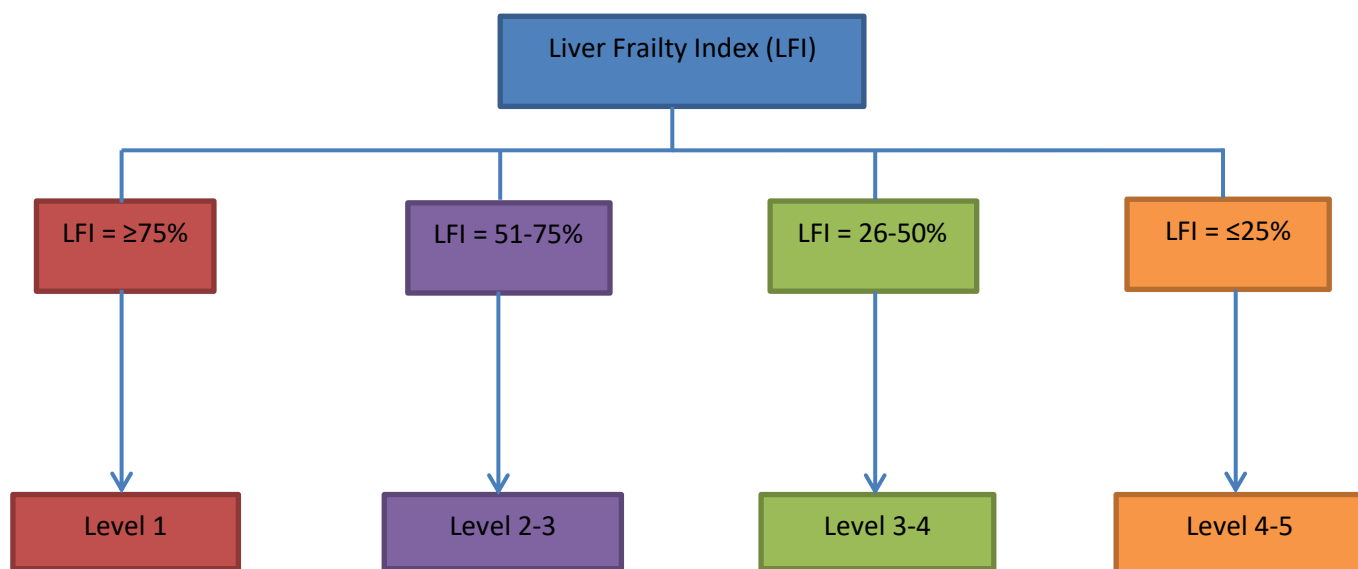 Liver Frailty Index (LFI)
LFI = ≥75%
LFI = 51-75%
LFI = 26-50%
LFI = ≤25%
Level 1
Level 2-3
Level 3-4
Level 4-5